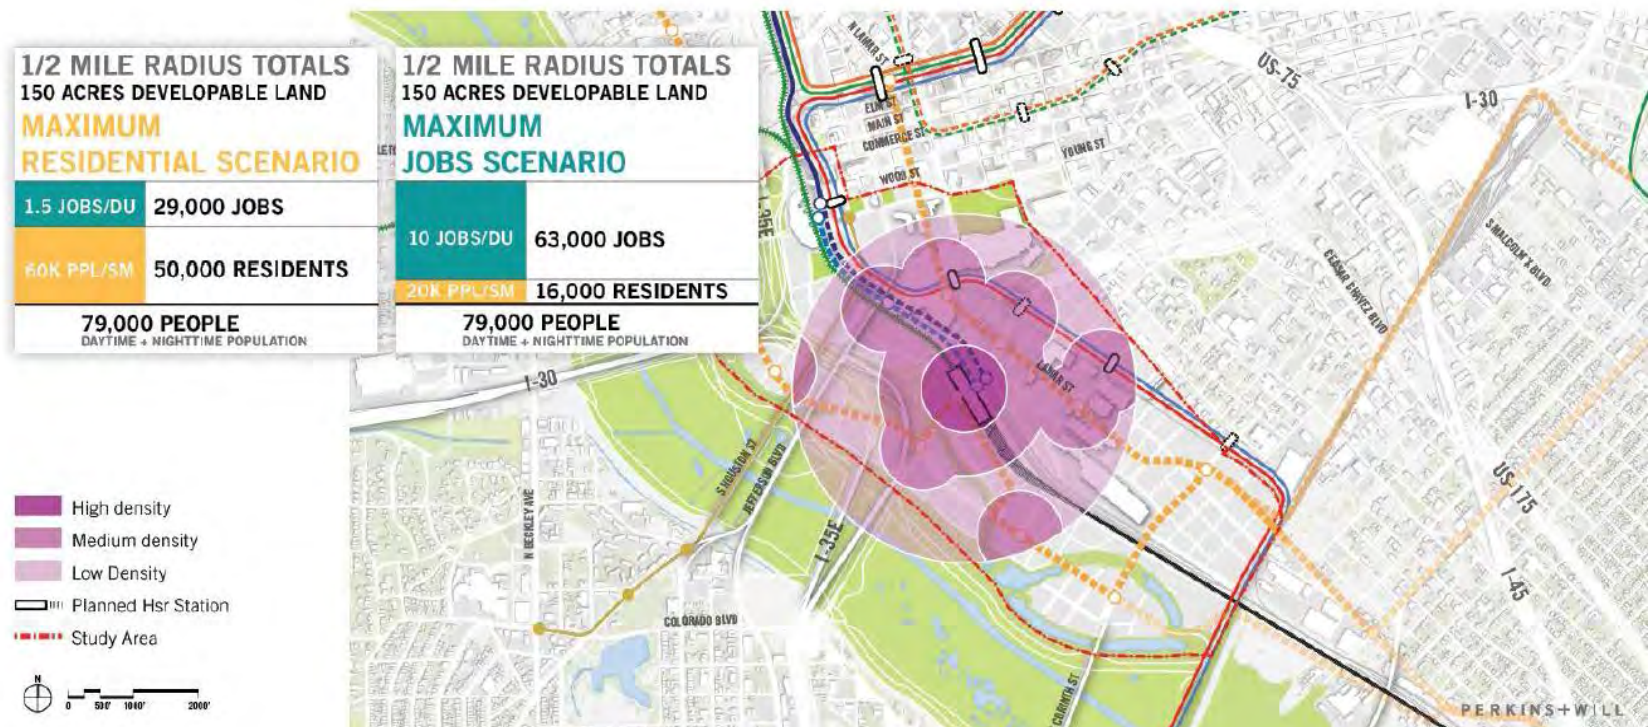 1/2 MILE RADIUS TOTALS
150 ACRES DEVELOPABLE LAND
MAXIMUM
RESIDENTIAL SCENARIO
1.5 JOBS/DU 29,000 JOBS
60K PPL/SM 50,000 RESIDENTS
79,000 PEOPLE
DAYTIME + NIGHTTIME POPULATION
1/2 MILE RADIUS TOTALS
150 ACRES DEVELOPABLE LAND
MAXIMUM
JOBS SCENARIO
10 JOBS/DU 63,000 JOBS
20K PPL/SM 16,000 RESIDENTS
79,000 PEOPLE
DAYTIME + NIGHTTIME POPULATION
N LAMAR ST
ELM ST
MAIN ST
COMMERCE ST
YOUNG ST
WOOD ST
US-75
I-30
I-35E
S MALCOLM X BLVD
CEASAR CHAVEZ BLVD
LAMAR ST
I-30
S HOUSTON ST
JEFFERSON BLVD
N BECKLEY AVE
I-35E
US-175
I-45
COLORADO BLVD
CORINTH ST
High density
Medium density
Low Density
Planned Hsr Station
Study Area
N
0 500' 1000' 2000'
PERKINS+WILL